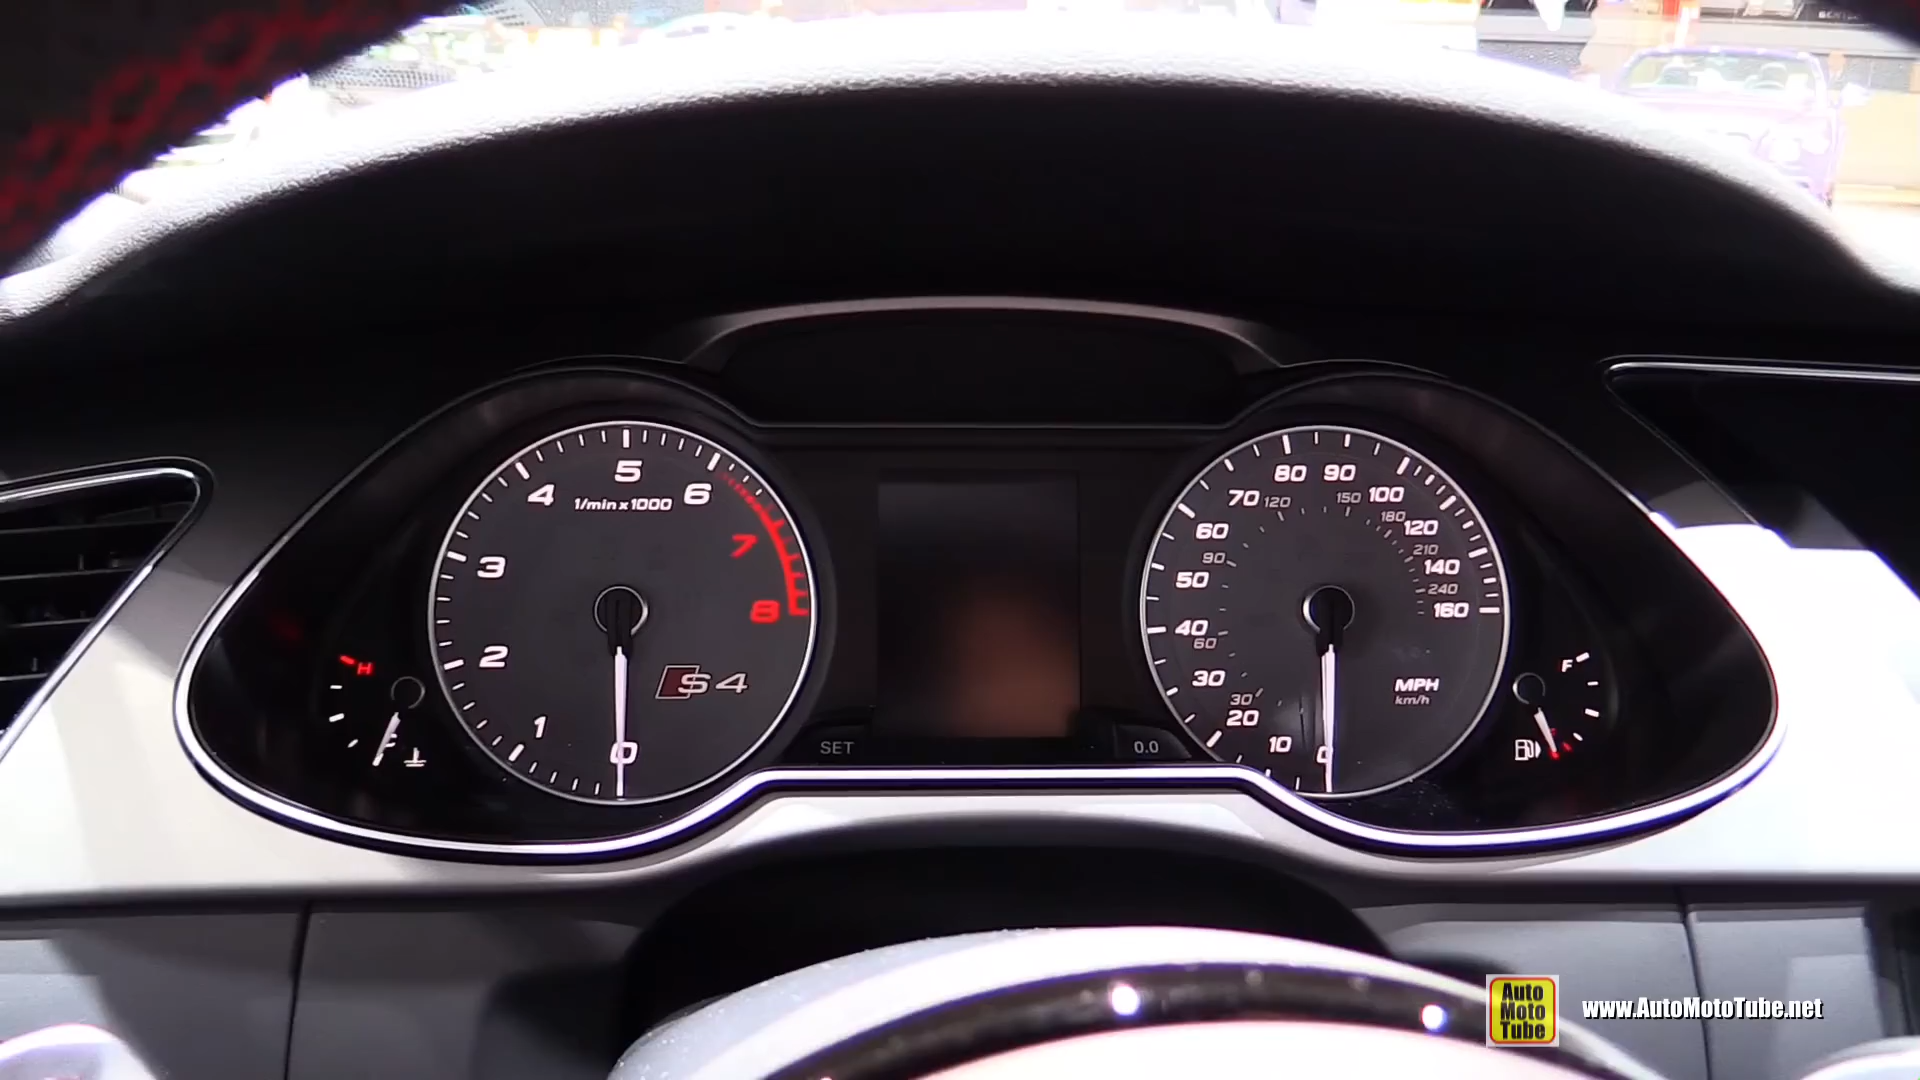 5
4
6
1/min x 1000
7
3
8
2
S4
1
0
H
SET
0.0
80 90
70 120 150 100
180
60 120
90 210
50 140
240
40 160
60
30 MPH
30 km/h
20
10
0
F
Auto
Moto
Tube
www.AutoMotoTube.net